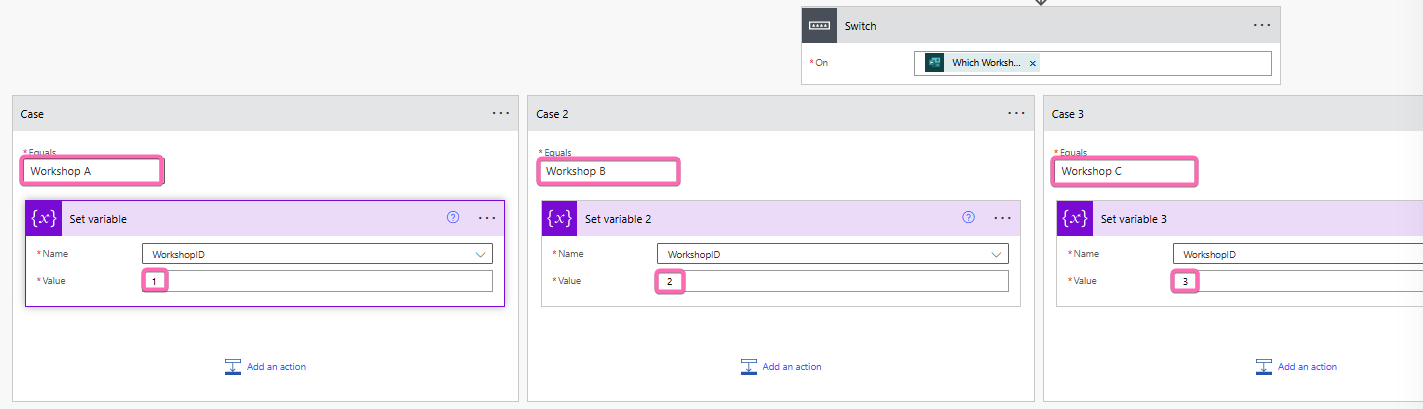 Switch
* On
Which Worksh... ×
Case
Case 2
Case 3
* Equals
* Equals
* Equals
Workshop A
Workshop B
Workshop C
{x} Set variable
{x} Set variable 2
{x} Set variable 3
* Name WorkshopID
* Name WorkshopID
* Name WorkshopID
* Value 1
* Value 2
* Value 3
Add an action
Add an action
Add an action